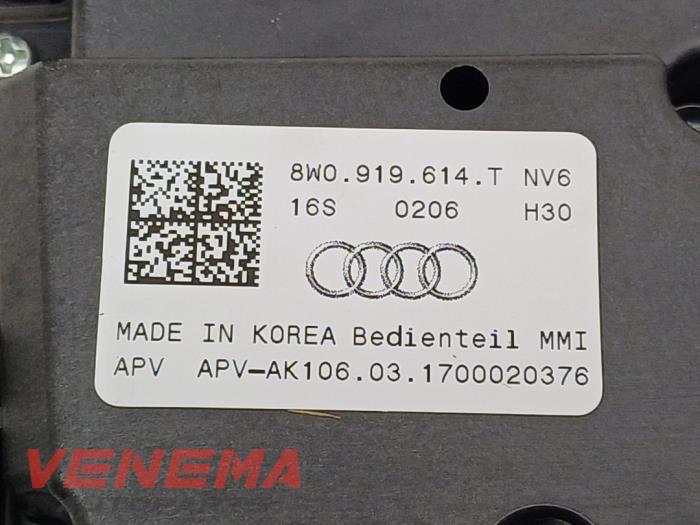 8W0.919.614.T NV6
16S 0206 H30
MADE IN KOREA Bedienteil MMI
APV APV-AK106.03.1700020376
VENEMA